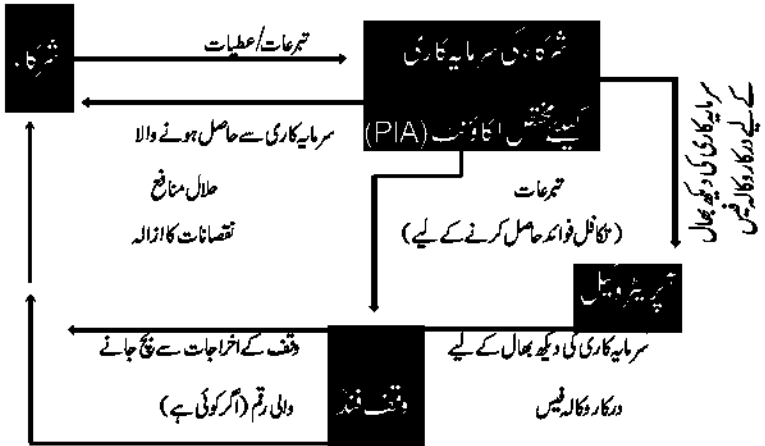 شرکاء
تبرعات/عطیات
شرکاء کی سرمایہ کاری
کیلئے مختص اکاؤنٹ (PIA)
سرمایہ کاری کی دیکھ بھال
کے لیے درکار وکالہ فیس
سرمایہ کاری سے حاصل ہونے والا
حلال منافع
نقصانات کا ازالہ
تبرعات
(تکافل فوائد حاصل کرنے کے لیے)
آپریٹر وکیل
سرمایہ کاری کی دیکھ بھال کے لیے
درکار وکالہ فیس
وقف فنڈ
وقف کے اخراجات سے بچ جانے
والی رقم (اگر کوئی ہے)